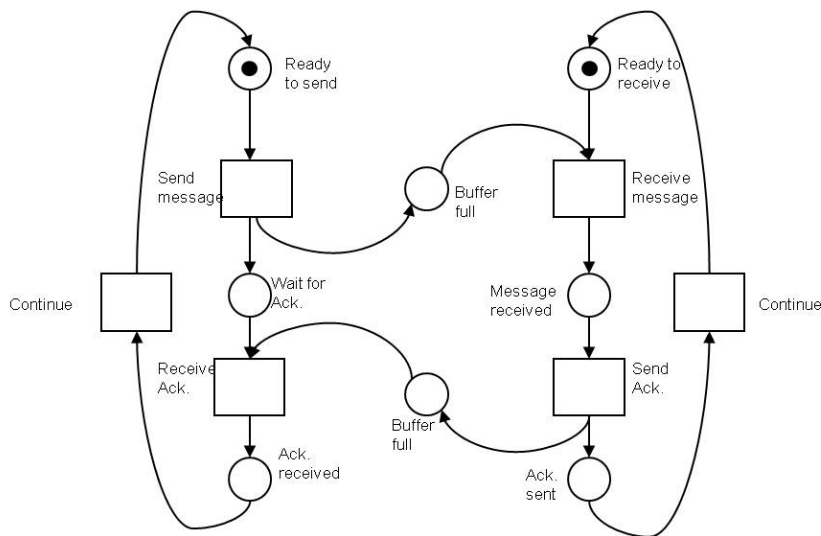 Ready
to send
Ready to
receive
Send
message
Buffer
full
Receive
message
Continue
Wait for
Ack.
Message
received
Continue
Receive
Ack.
Buffer
full
Send
Ack.
Ack.
received
Ack.
sent